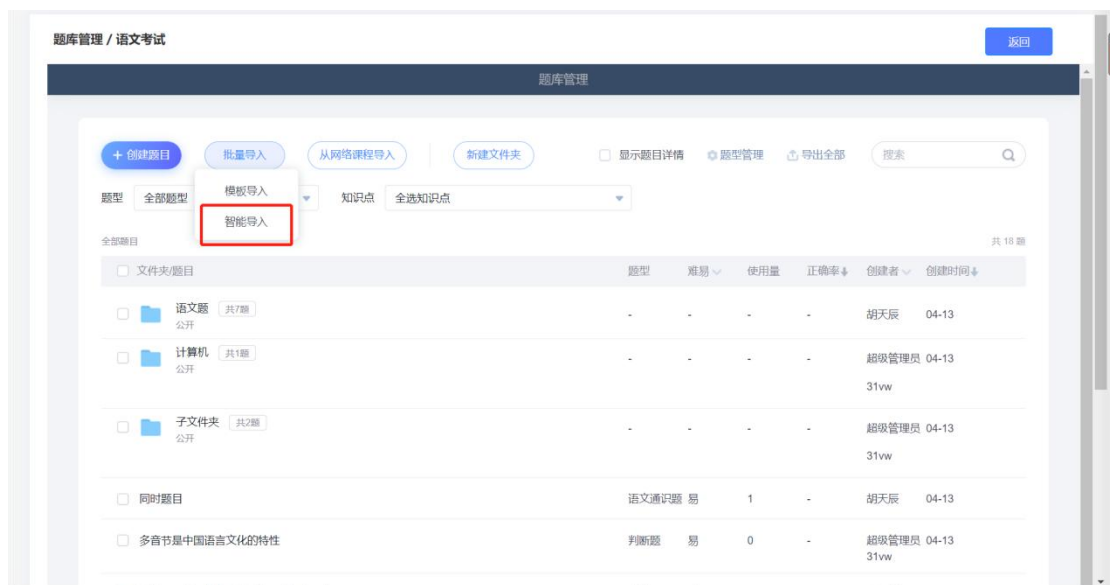 题库管理 / 语文考试
返回
题库管理
+ 创建题目 批量导入 从网络课程导入 新建文件夹 显示题目详情 题型管理 导出全部 搜索
模板导入
题型 全部题型 知识点 全选知识点
智能导入
全部题目 共 18 题
文件夹/题目 题型 难易 使用量 正确率 创建者 创建时间
语文题 共7题
公开
- - - - 胡天辰 04-13
计算机 共1题
公开
- - - - 超级管理员 04-13
31vw
子文件夹 共2题
公开
- - - - 超级管理员 04-13
31vw
同时题目 语文通识题 易 1 - 胡天辰 04-13
多音节是中国语言文化的特性 判断题 易 0 - 超级管理员 04-13
31vw